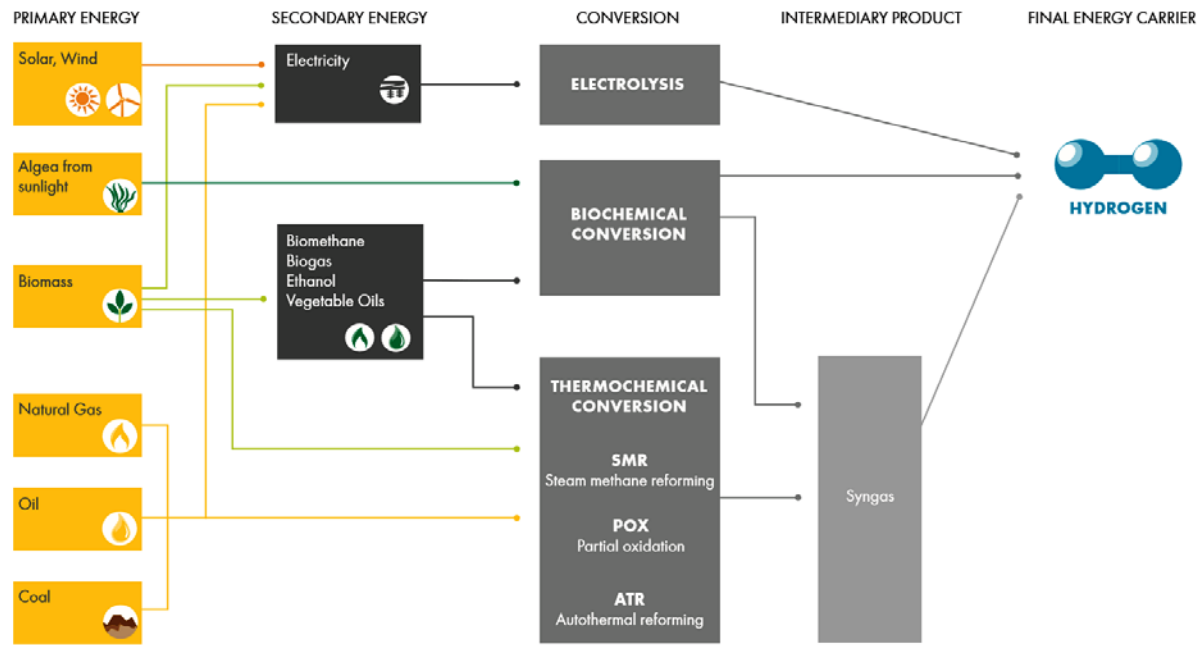 PRIMARY ENERGY
SECONDARY ENERGY
CONVERSION
INTERMEDIARY PRODUCT
FINAL ENERGY CARRIER
Solar, Wind
Electricity
ELECTROLYSIS
Algea from
sunlight
BIOCHEMICAL
CONVERSION
HYDROGEN
Biomass
Biomethane
Biogas
Ethanol
Vegetable Oils
THERMOCHEMICAL
CONVERSION
Natural Gas
SMR
Steam methane reforming
Syngas
Oil
POX
Partial oxidation
Coal
ATR
Autothermal reforming